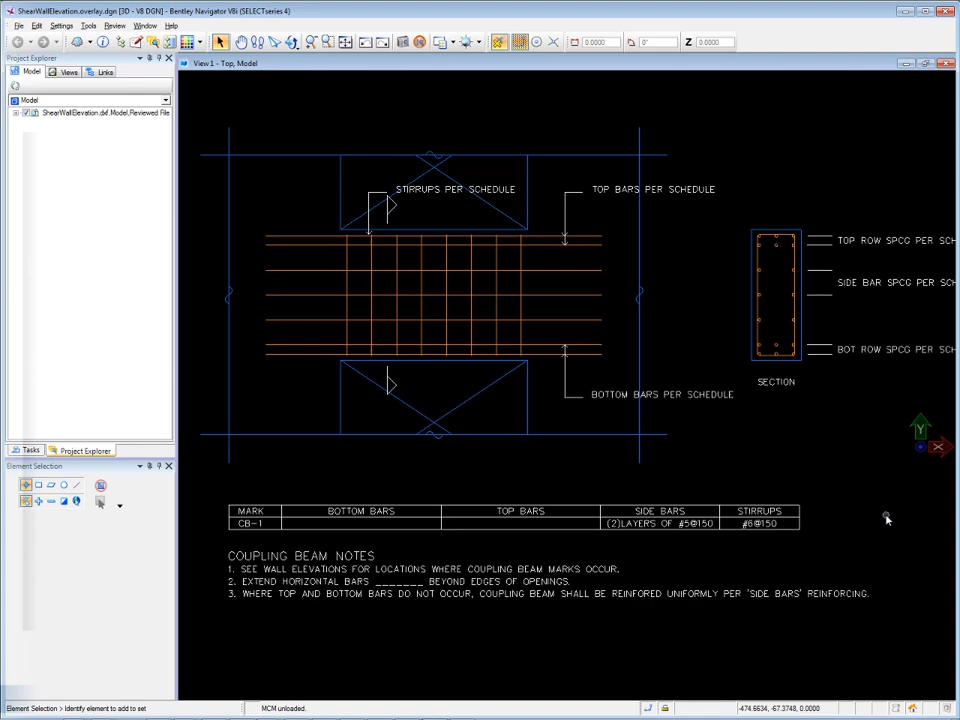 ShearWallElevation.overlay.dgn [3D - V8 DGN] - Bentley Navigator V8i (SELECTseries 4)
File Edit Settings Tools Review Window Help
0.0000 0° Z 0.0000
Project Explorer
Model Views Links
Model
ShearWallElevation.dxf,Model,Reviewed File
Tasks Project Explorer
Element Selection
View 1 - Top, Model
STIRRUPS PER SCHEDULE
TOP BARS PER SCHEDULE
TOP ROW SPCG PER SCH
SIDE BAR SPCG PER SCH
BOT ROW SPCG PER SCH
SECTION
BOTTOM BARS PER SCHEDULE
Y
X
MARK BOTTOM BARS TOP BARS SIDE BARS STIRRUPS
CB-1 (2)LAYERS OF #5@150 #6@150
COUPLING BEAM NOTES
1. SEE WALL ELEVATIONS FOR LOCATIONS WHERE COUPLING BEAM MARKS OCCUR.
2. EXTEND HORIZONTAL BARS _______ BEYOND EDGES OF OPENINGS.
3. WHERE TOP AND BOTTOM BARS DO NOT OCCUR, COUPLING BEAM SHALL BE REINFORED UNIFORMLY PER 'SIDE BARS' REINFORCING.
Element Selection > Identify element to add to set
MCM unloaded.
-474.6634, -67.3748, 0.0000